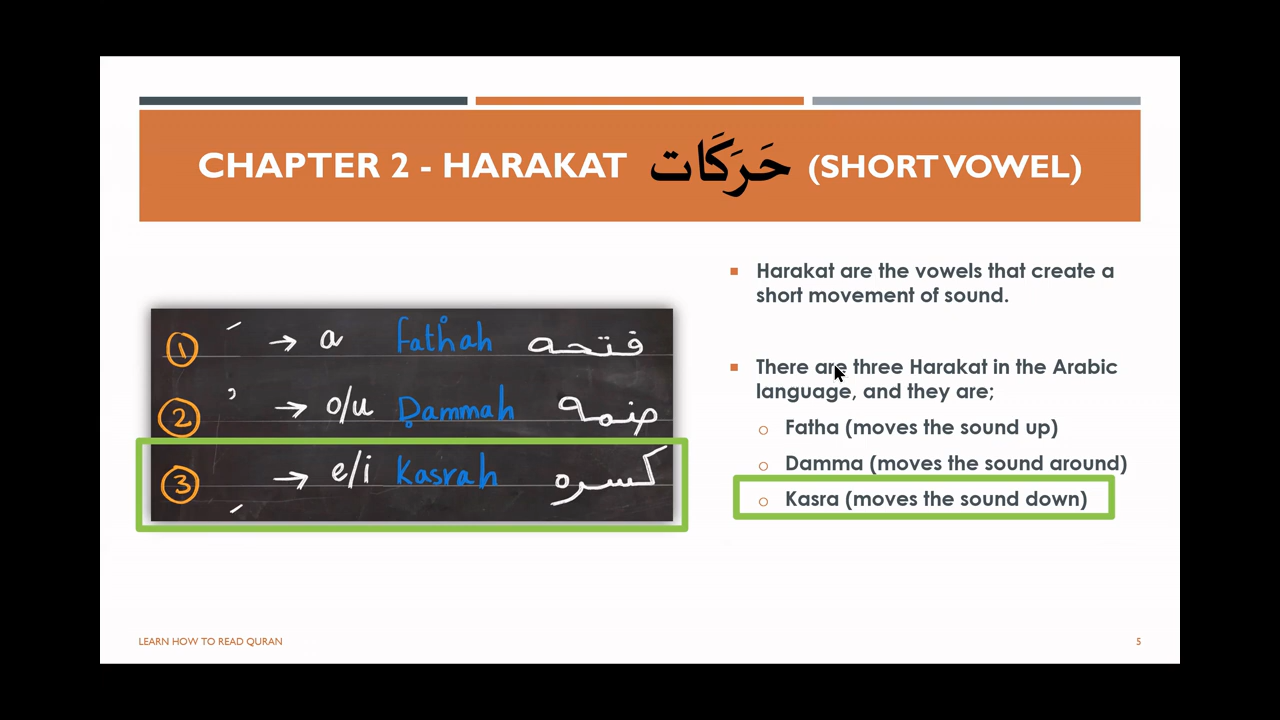 CHAPTER 2 - HARAKAT حَرَكَات (SHORT VOWEL)
1 َ → a Fathah فتحه
2 ُ → o/u Ḍammah ضمه
3 ِ → e/i Kasrah كسره
Harakat are the vowels that create a
short movement of sound.
There are three Harakat in the Arabic
language, and they are;
Fatha (moves the sound up)
Damma (moves the sound around)
Kasra (moves the sound down)
LEARN HOW TO READ QURAN
5